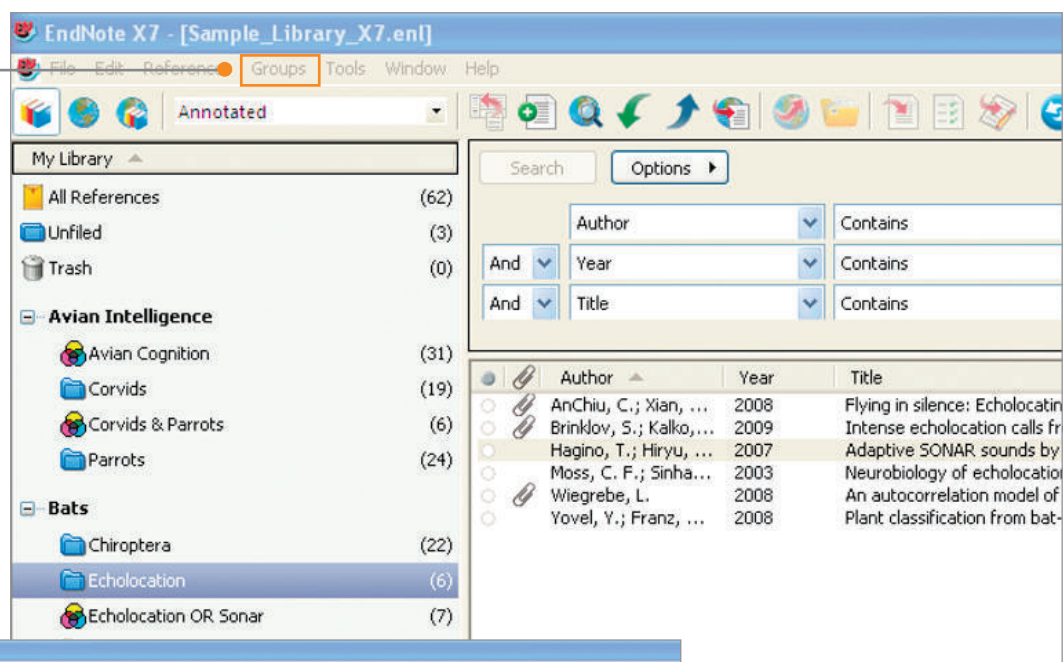 EndNote X7 - [Sample_Library_X7.enl]
File Edit References Groups Tools Window Help
Annotated
My Library
All References (62)
Unfiled (3)
Trash (0)
Avian Intelligence
Avian Cognition (31)
Corvids (19)
Corvids & Parrots (6)
Parrots (24)
Bats
Chiroptera (22)
Echolocation (6)
Echolocation OR Sonar (7)
Search Options
Author Contains
And Year Contains
And Title Contains
Author Year Title
AnChiu, C.; Xian, ... 2008 Flying in silence: Echolocatin
Brinklov, S.; Kalko,... 2009 Intense echolocation calls fr
Hagino, T.; Hiryu, ... 2007 Adaptive SONAR sounds by
Moss, C. F.; Sinha... 2003 Neurobiology of echolocation
Wiegrebe, L. 2008 An autocorrelation model of
Yovel, Y.; Franz, ... 2008 Plant classification from bat-